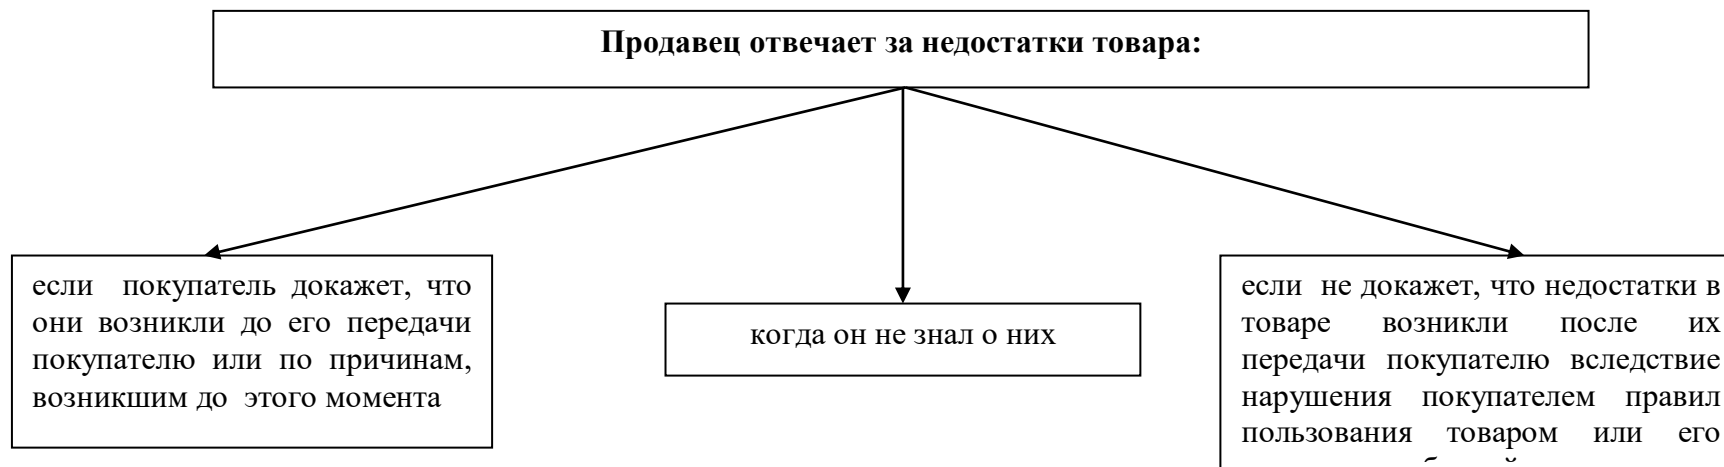 Продавец отвечает за недостатки товара:
если покупатель докажет, что
они возникли до его передачи
покупателю или по причинам,
возникшим до этого момента
когда он не знал о них
если не докажет, что недостатки в
товаре возникли после их
передачи покупателю вследствие
нарушения покупателем правил
пользования товаром или его